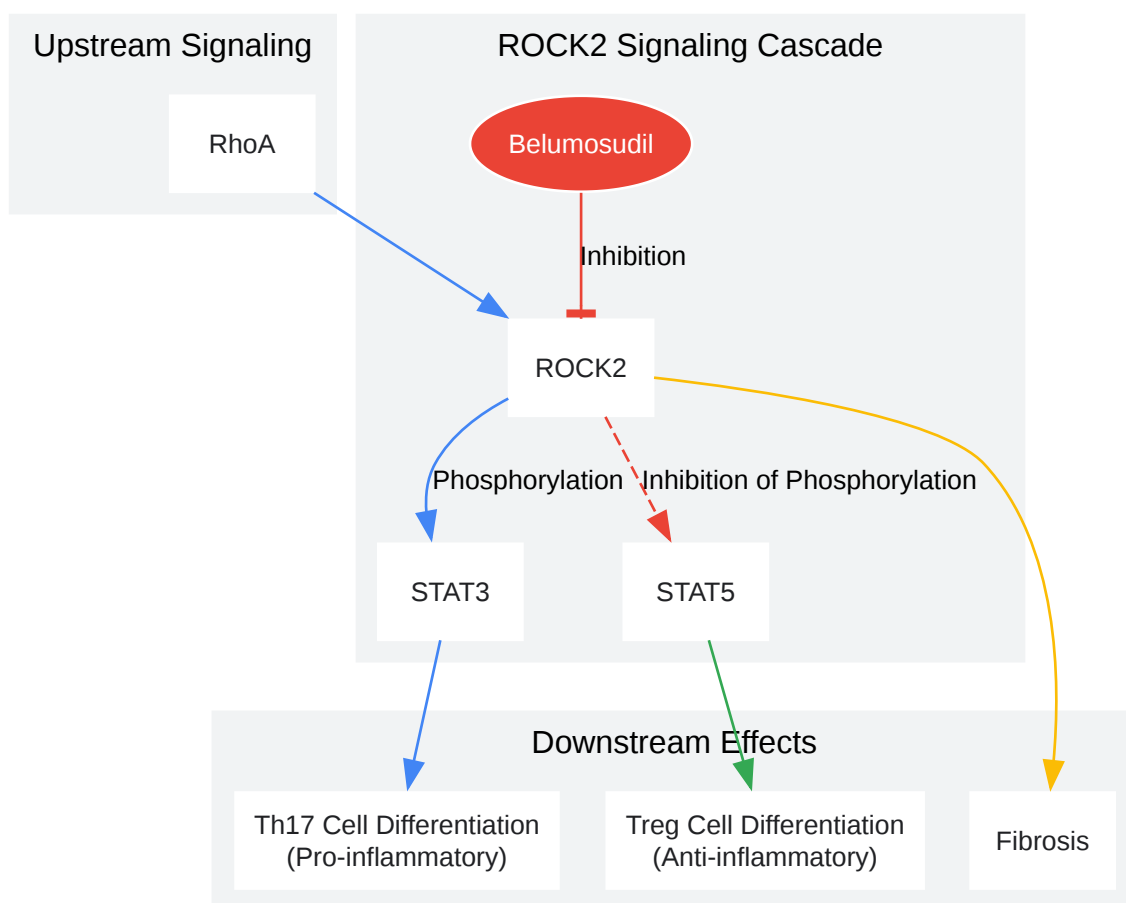 Upstream Signaling
ROCK2 Signaling Cascade
RhoA
Belumosudil
Inhibition
ROCK2
Phosphorylation
Inhibition of Phosphorylation
STAT3
STAT5
Downstream Effects
Th17 Cell Differentiation
(Pro-inflammatory)
Treg Cell Differentiation
(Anti-inflammatory)
Fibrosis